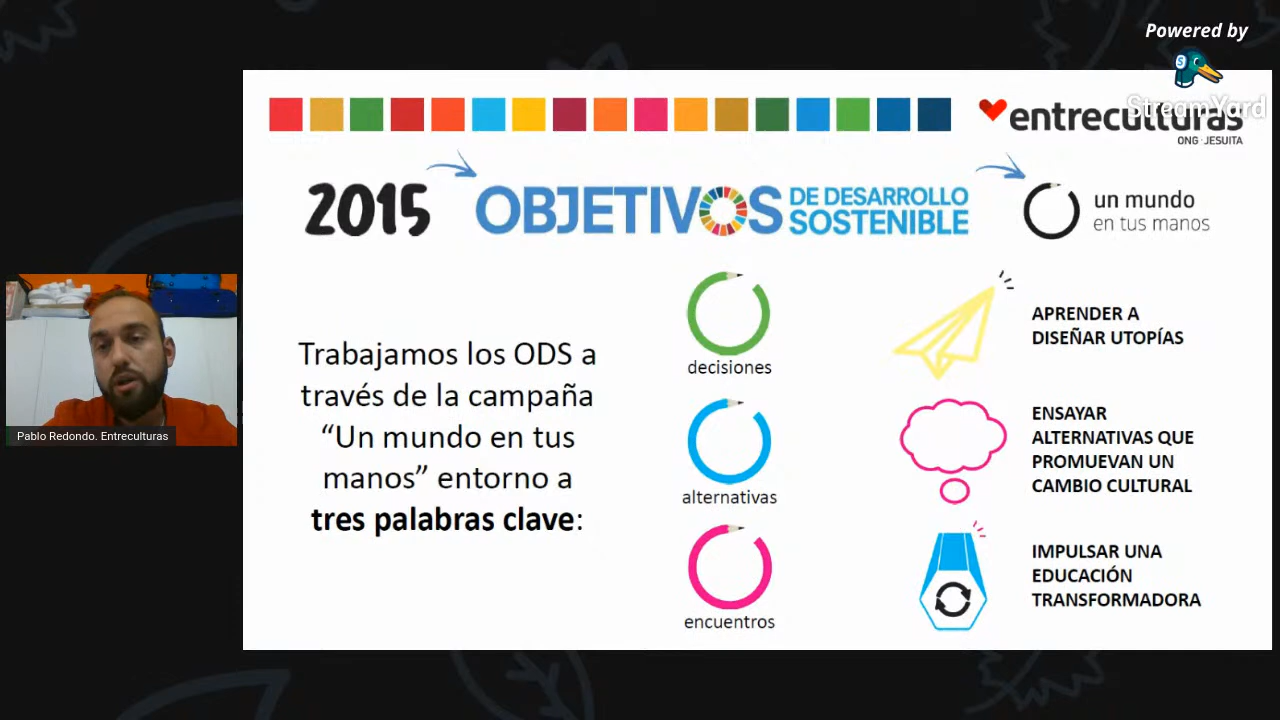 Powered by
StreamYard
entreculturas
ONG · JESUITA
2015
OBJETIVOS
DE DESARROLLO
SOSTENIBLE
un mundo
en tus manos
Trabajamos los ODS a
través de la campaña
“Un mundo en tus
manos” entorno a
tres palabras clave:
decisiones
alternativas
encuentros
APRENDER A
DISEÑAR UTOPÍAS
ENSAYAR
ALTERNATIVAS QUE
PROMUEVAN UN
CAMBIO CULTURAL
IMPULSAR UNA
EDUCACIÓN
TRANSFORMADORA
Pablo Redondo. Entreculturas